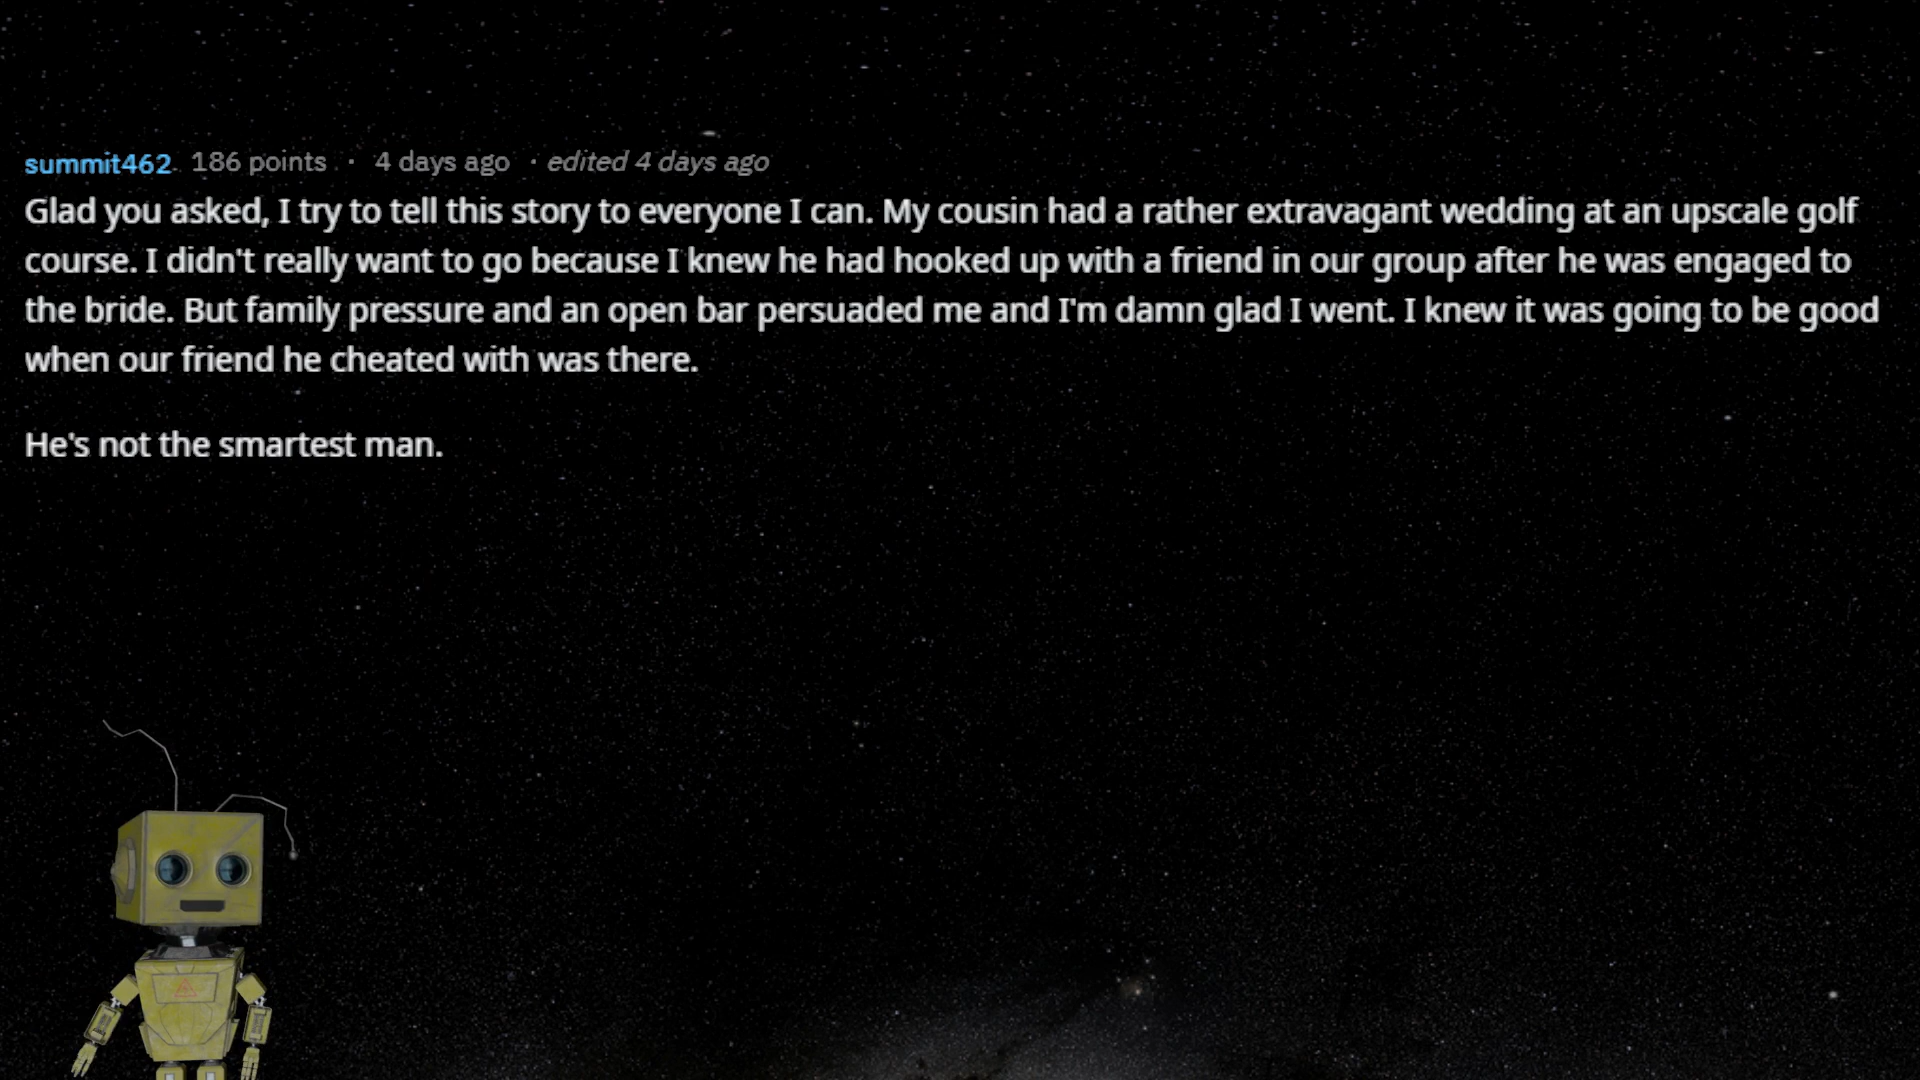 summit462 186 points · 4 days ago · edited 4 days ago
Glad you asked, I try to tell this story to everyone I can. My cousin had a rather extravagant wedding at an upscale golf
course. I didn't really want to go because I knew he had hooked up with a friend in our group after he was engaged to
the bride. But family pressure and an open bar persuaded me and I'm damn glad I went. I knew it was going to be good
when our friend he cheated with was there.
He's not the smartest man.